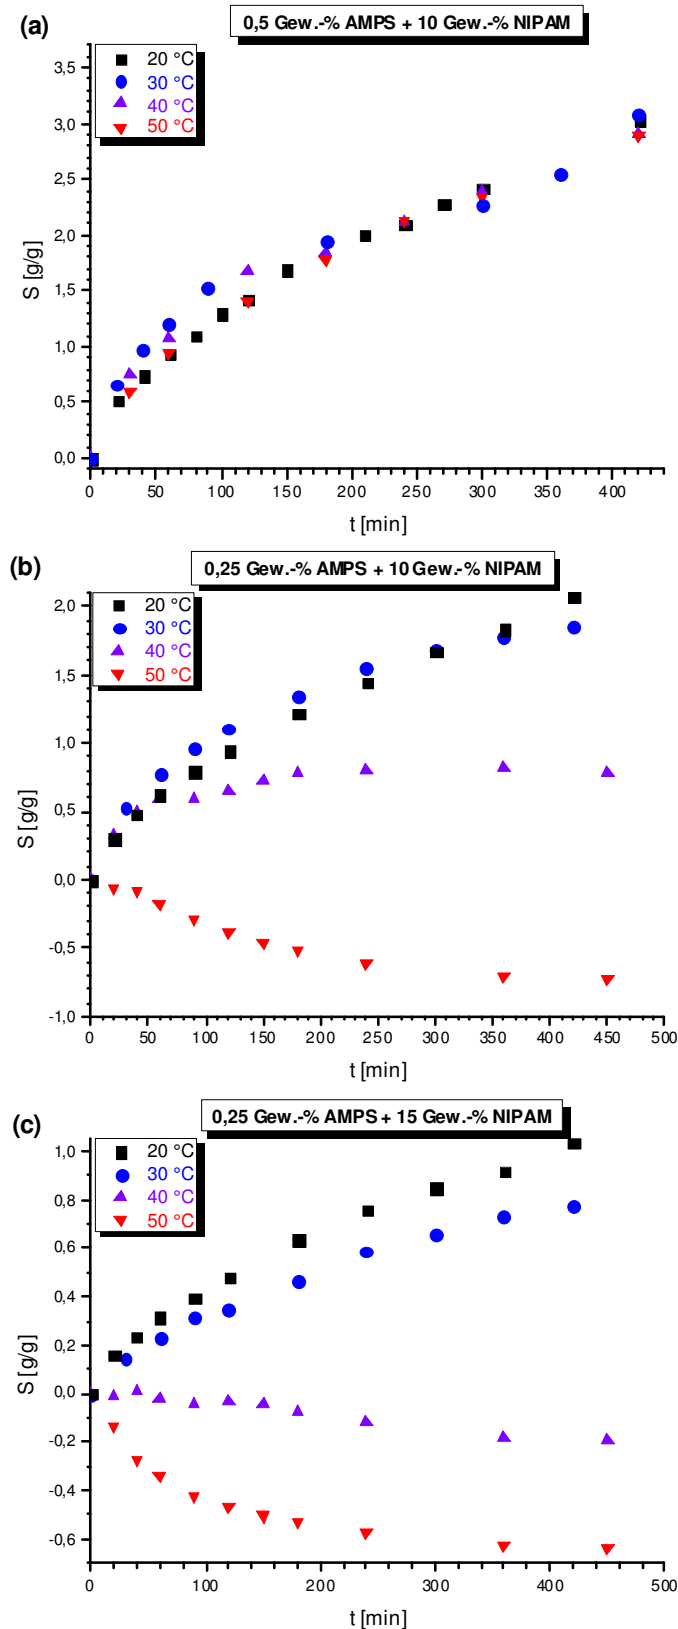 (a)
0,5 Gew.-% AMPS + 10 Gew.-% NIPAM
20 °C
30 °C
40 °C
50 °C
3,5
3,0
2,5
2,0
1,5
1,0
0,5
0,0
S [g/g]
0 50 100 150 200 250 300 350 400
t [min]
(b)
0,25 Gew.-% AMPS + 10 Gew.-% NIPAM
20 °C
30 °C
40 °C
50 °C
2,0
1,5
1,0
0,5
0,0
-0,5
-1,0
S [g/g]
0 50 100 150 200 250 300 350 400 450 500
t [min]
(c)
0,25 Gew.-% AMPS + 15 Gew.-% NIPAM
20 °C
30 °C
40 °C
50 °C
1,0
0,8
0,6
0,4
0,2
0,0
-0,2
-0,4
-0,6
S [g/g]
0 100 200 300 400 500
t [min]